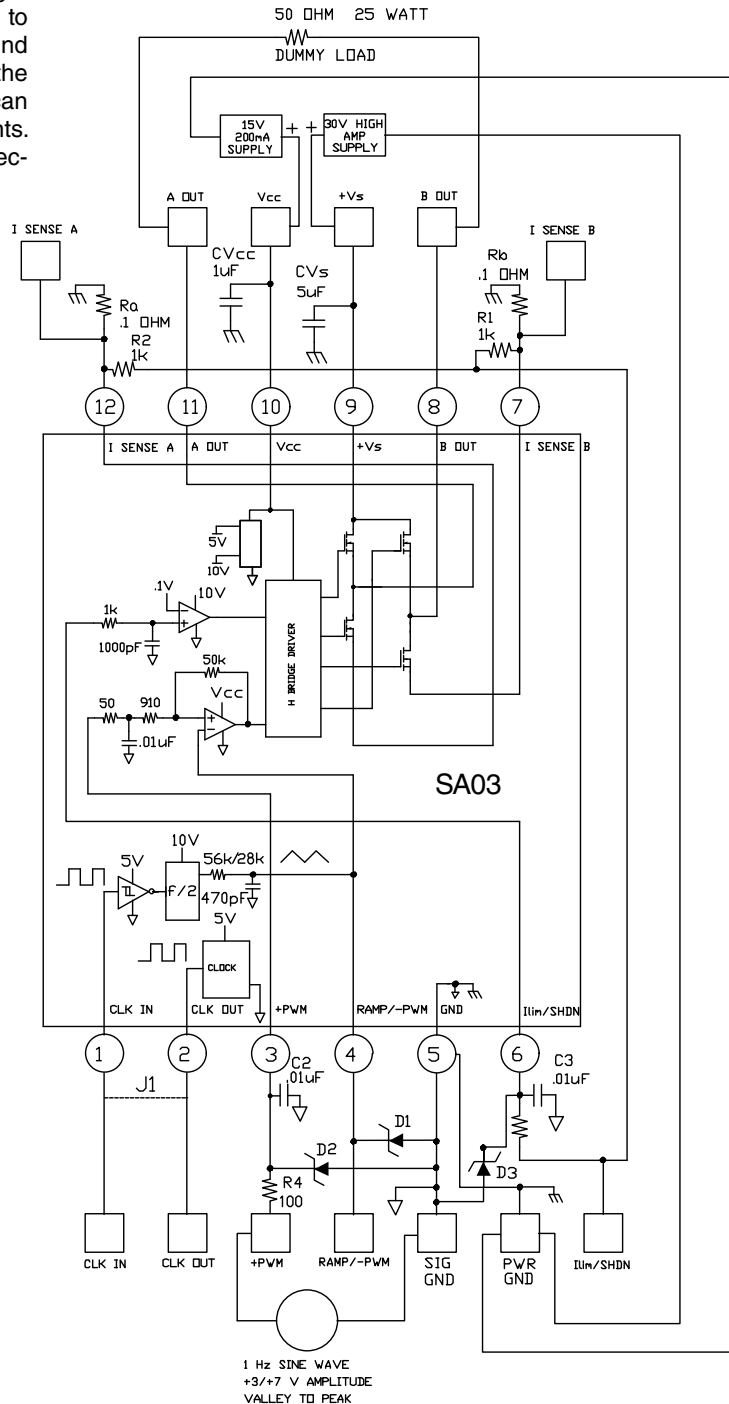 to
nd
the
can
nts.
ec-
50 OHM 25 WATT
DUMMY LOAD
15V
200mA
SUPPLY
+ +
30V HIGH
AMP
SUPPLY
A OUT
Vcc
+Vs
B OUT
I SENSE A
I SENSE B
CVcc
1uF
CVs
5uF
Ra
.1 OHM
R2
1k
Rb
.1 OHM
R1
1k
12
11
10
9
8
7
I SENSE A
A OUT
Vcc
+Vs
B OUT
I SENSE B
5V
10V
.1V
10V
1k
-
+
1000pF
H BRIDGE DRIVER
50k
Vcc
50
910
+
-
.01uF
SA03
10V
5V
56k/28k
f/2
470pF
5V
CLOCK
CLK IN
CLK OUT
+PWM
RAMP/-PWM
GND
Ilim/SHDN
1
2
3
4
5
6
J1
C2
.01uF
C3
.01uF
D1
D2
D3
R4
100
CLK IN
CLK OUT
+PWM
RAMP/-PWM
SIG
GND
PWR
GND
Ilim/SHDN
1 Hz SINE WAVE
+3/+7 V AMPLITUDE
VALLEY TO PEAK